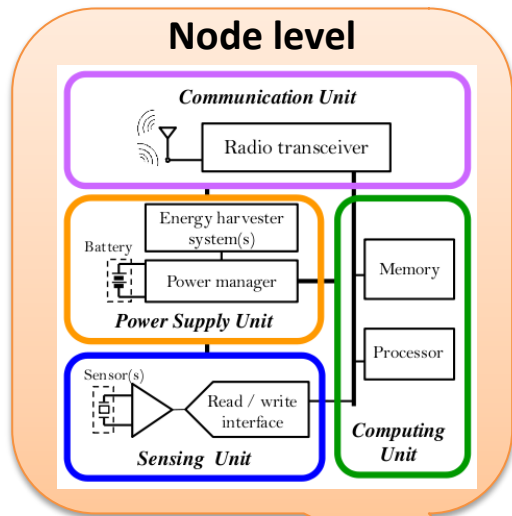 Node level
Communication Unit
Radio transceiver
Energy harvester
system(s)
Battery
Power manager
Power Supply Unit
Memory
Processor
Sensor(s)
Read / write
interface
Sensing Unit
Computing
Unit